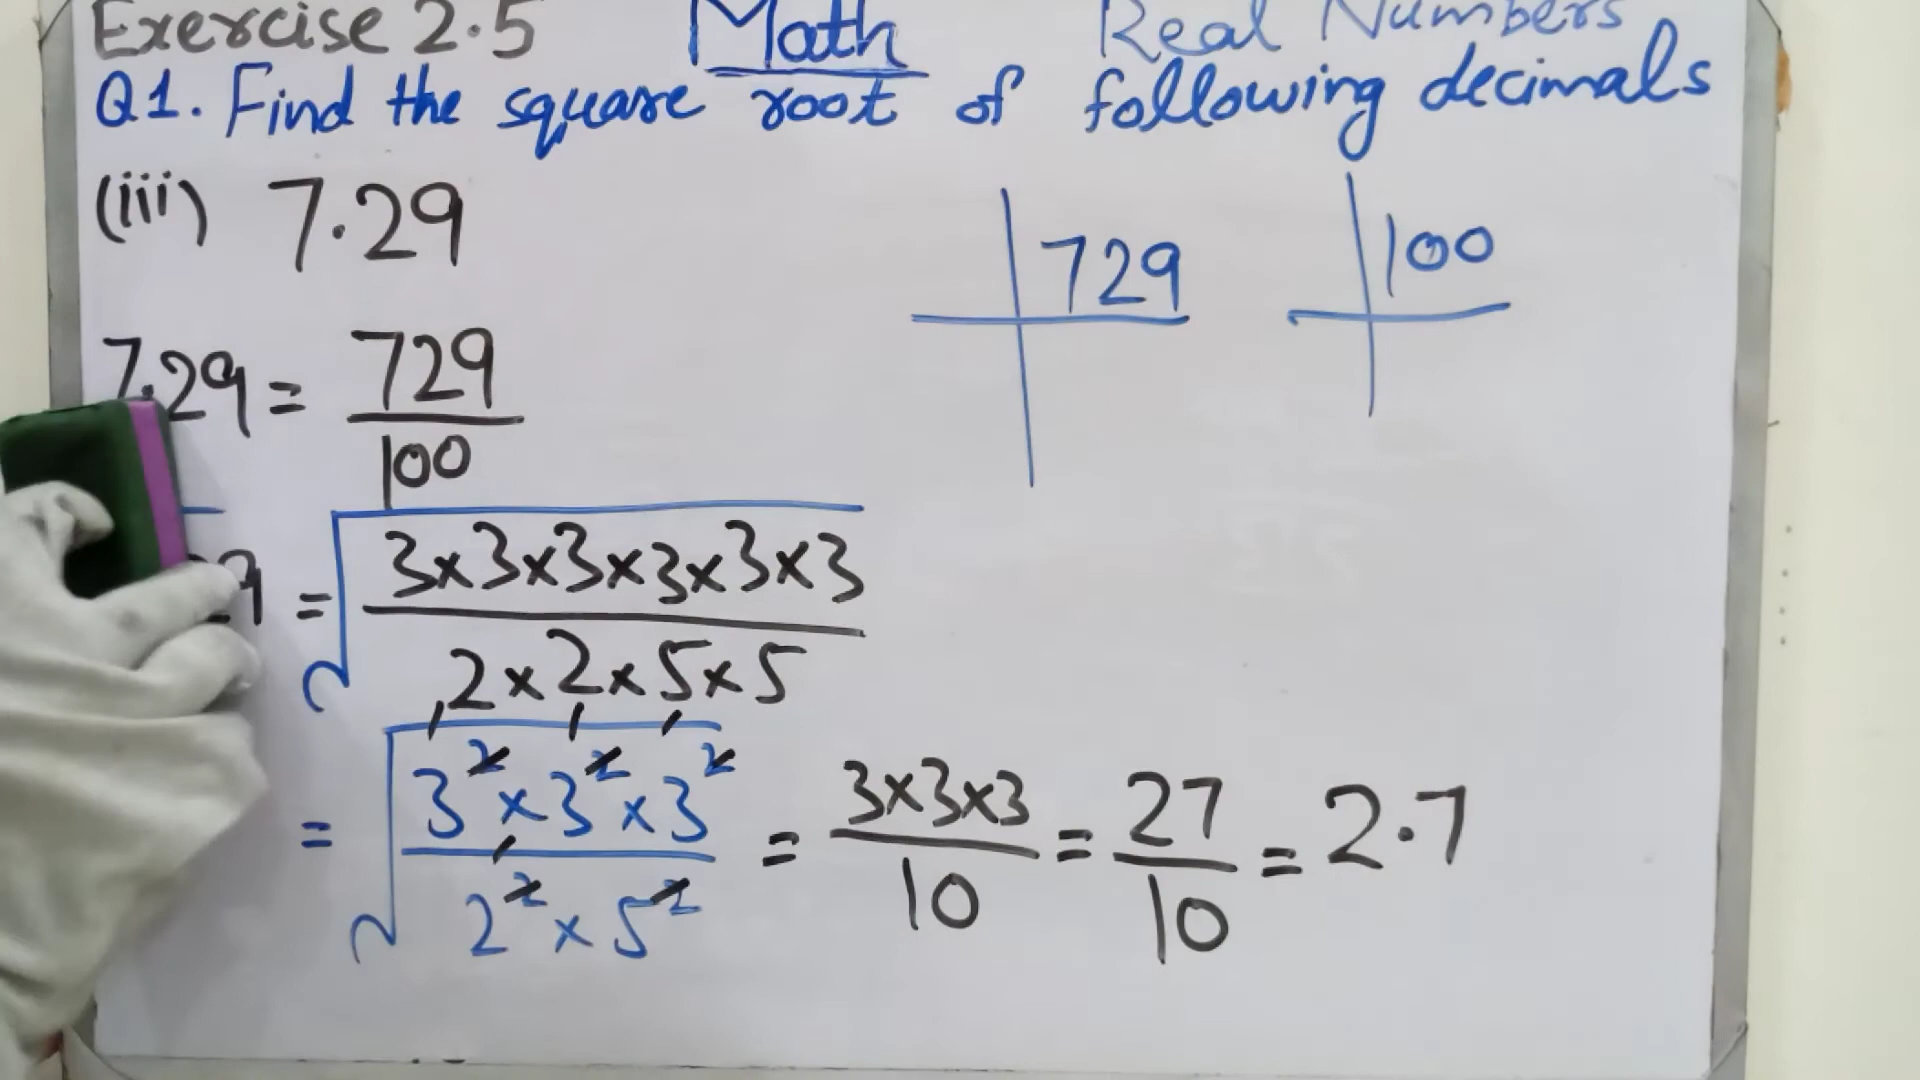 Exercise 2.5 Math Real Numbers
Q1. Find the square root of following decimals
(iii) 7.29
729 100
7.29 = 729/100
29 = √(3×3×3×3×3×3 / 2×2×5×5)
= √(3²×3²×3² / 2²×5²) = 3×3×3/10 = 27/10 = 2.7